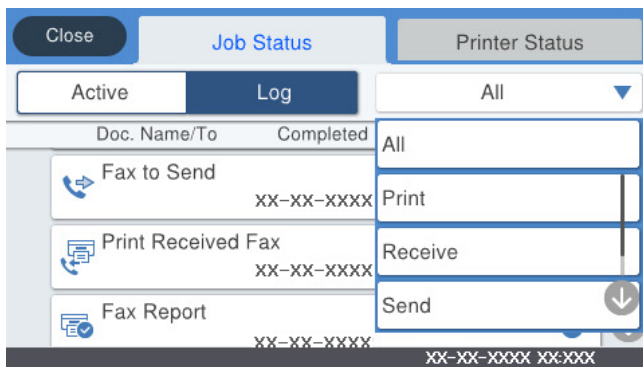 Close
Job Status
Printer Status
Active
Log
All
Doc. Name/To
Completed
All
Fax to Send
XX-XX-XXXX
Print
Print Received Fax
XX-XX-XXXX
Receive
Fax Report
XX-XX-XXXX
Send
XX-XX-XXXX XX:XXX